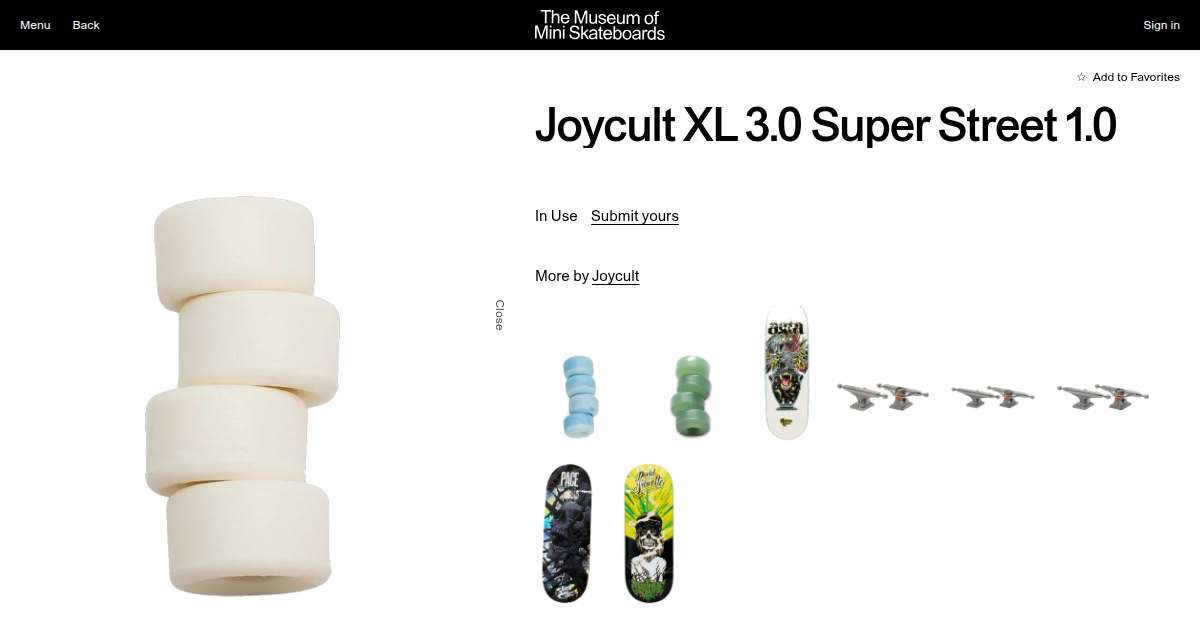 Menu
Back
The Museum of
Mini Skateboards
Sign in
☆ Add to Favorites
Joycult XL 3.0 Super Street 1.0
In Use Submit yours
More by Joycult
Close
PACE